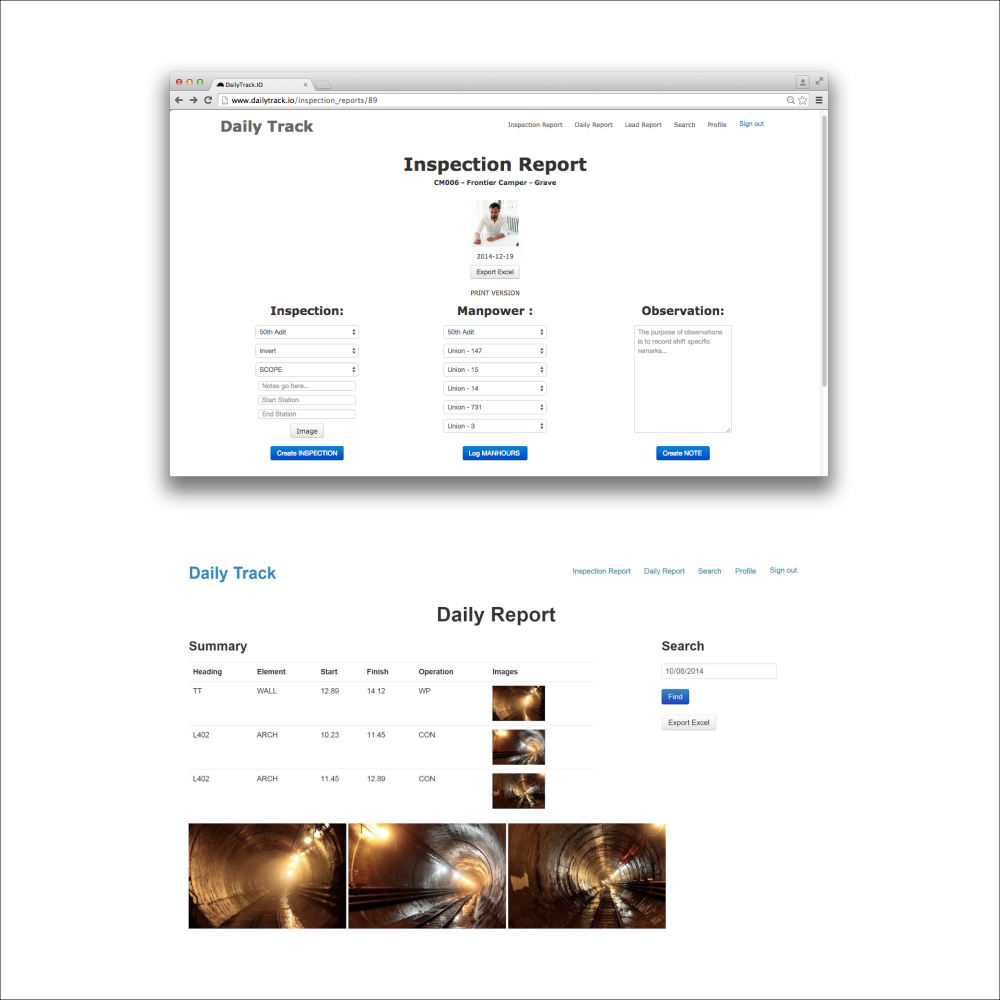 DailyTrack.IO
www.dailytrack.io/inspection_reports/89
Daily Track
Inspection Report Daily Report Lead Report Search Profile Sign out
Inspection Report
CM006 - Frontier Camper - Grave
2014-12-19
Export Excel
PRINT VERSION
Inspection: Manpower : Observation:
50th Adit 50th Adit The purpose of observations
is to record shift specific
remarks...
Invert Union - 147
SCOPE Union - 15
Notes go here... Union - 14
Start Station Union - 731
End Station Union - 3
Image
Create INSPECTION Log MANHOURS Create NOTE
Daily Track
Inspection Report Daily Report Search Profile Sign out
Daily Report
Summary Search
Heading Element Start Finish Operation Images
10/08/2014
TT WALL 12.89 14.12 WP
Find
Export Excel
L402 ARCH 10.23 11.45 CON
L402 ARCH 11.45 12.89 CON